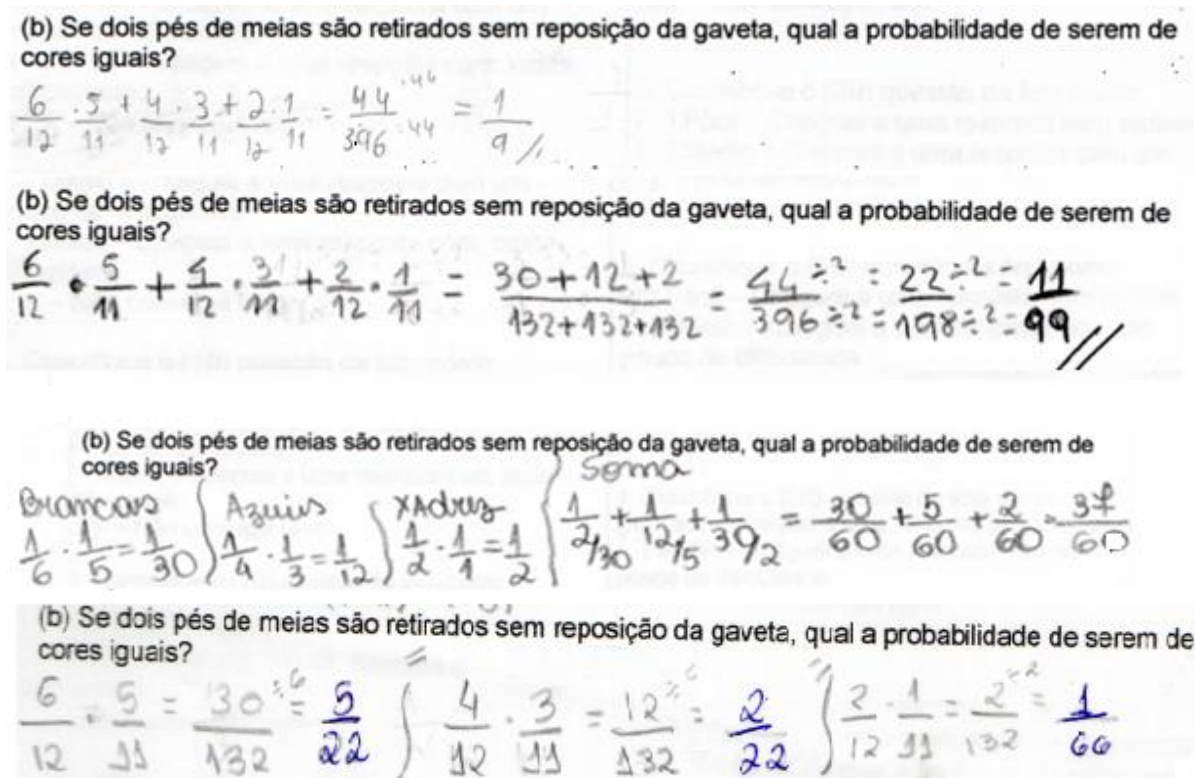 (b) Se dois pés de meias são retirados sem reposição da gaveta, qual a probabilidade de serem de
cores iguais?
6/12 · 5/11 + 4/12 · 3/11 + 2/12 · 1/11 = 44/396 ÷44 ÷44 = 1/9 //
(b) Se dois pés de meias são retirados sem reposição da gaveta, qual a probabilidade de serem de
cores iguais?
6/12 · 5/11 + 4/12 · 3/11 + 2/12 · 1/11 = 30+12+2/132+132+132 = 44÷2/396÷2 = 22÷2/198÷2 = 11/99 //
(b) Se dois pés de meias são retirados sem reposição da gaveta, qual a probabilidade de serem de
cores iguais?
Brancas Azuis XAdrez Soma
1/6 · 1/5 = 1/30 1/4 · 1/3 = 1/12 1/2 · 1/1 = 1/2 1/2/30 + 1/12/5 + 1/30/2 = 30/60 + 5/60 + 2/60 = 37/60
(b) Se dois pés de meias são retirados sem reposição da gaveta, qual a probabilidade de serem de
cores iguais?
6/12 · 5/11 = 30/132 ÷6 = 5/22 4/12 · 3/11 = 12/132 ÷6 = 2/22 2/12 · 1/11 = 2/132 ÷2 = 1/66